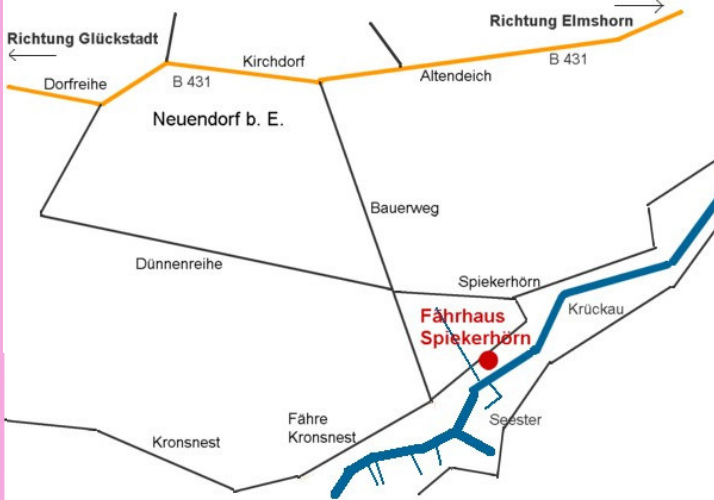 Richtung Elmshorn
Richtung Glückstadt
B 431
Kirchdorf
Altendeich
Dorfreihe
B 431
Neuendorf b. E.
Bauerweg
Dünnenreihe
Spiekerhörn
Krückau
Fährhaus
Spiekerhörn
Fähre
Kronsnest
Seester
Kronsnest